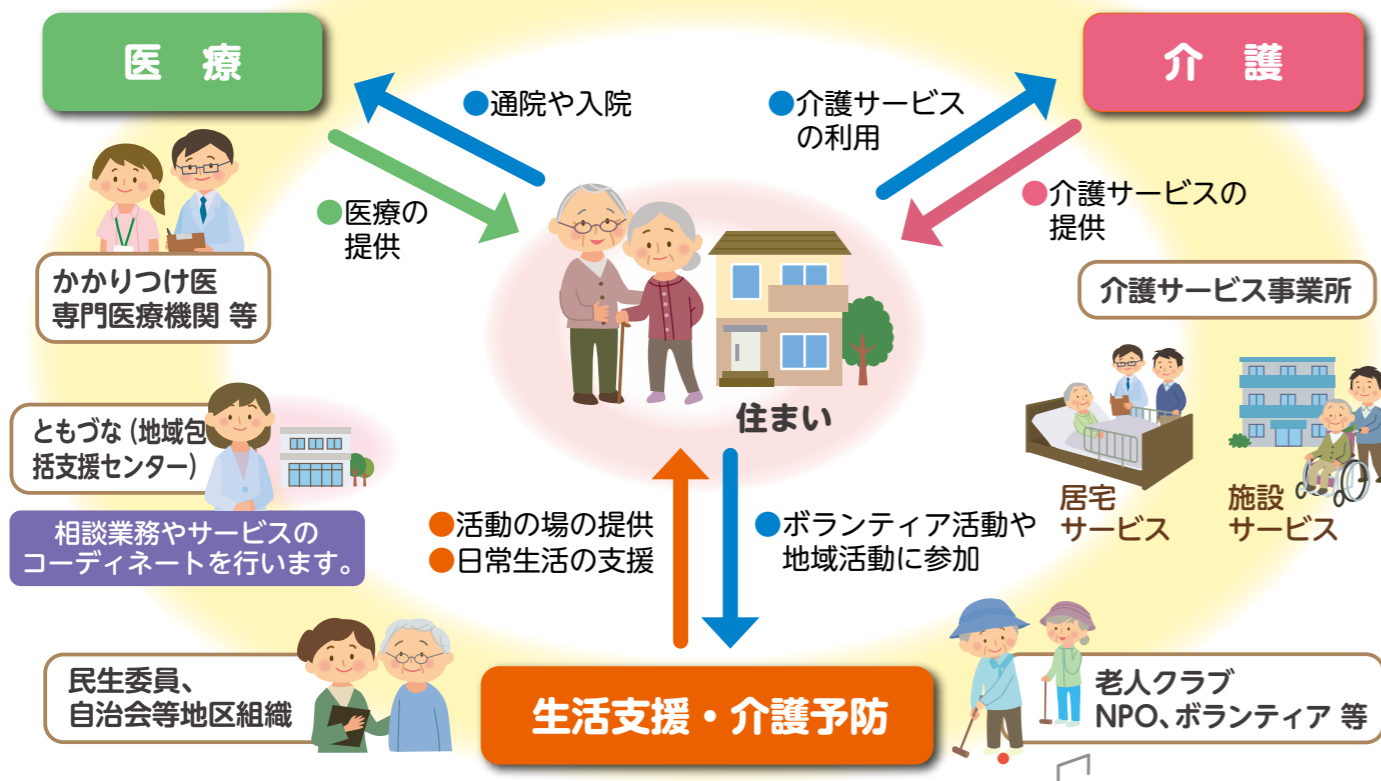 医 療
介 護
●通院や入院
●介護サービス
の利用
●医療の
提供
●介護サービスの
提供
かかりつけ医
専門医療機関 等
介護サービス事業所
住まい
ともづな(地域包
括支援センター)
相談業務やサービスの
コーディネートを行います。
居宅
サービス
施設
サービス
●活動の場の提供
●日常生活の支援
●ボランティア活動や
地域活動に参加
民生委員、
自治会等地区組織
生活支援・介護予防
老人クラブ
NPO、ボランティア 等